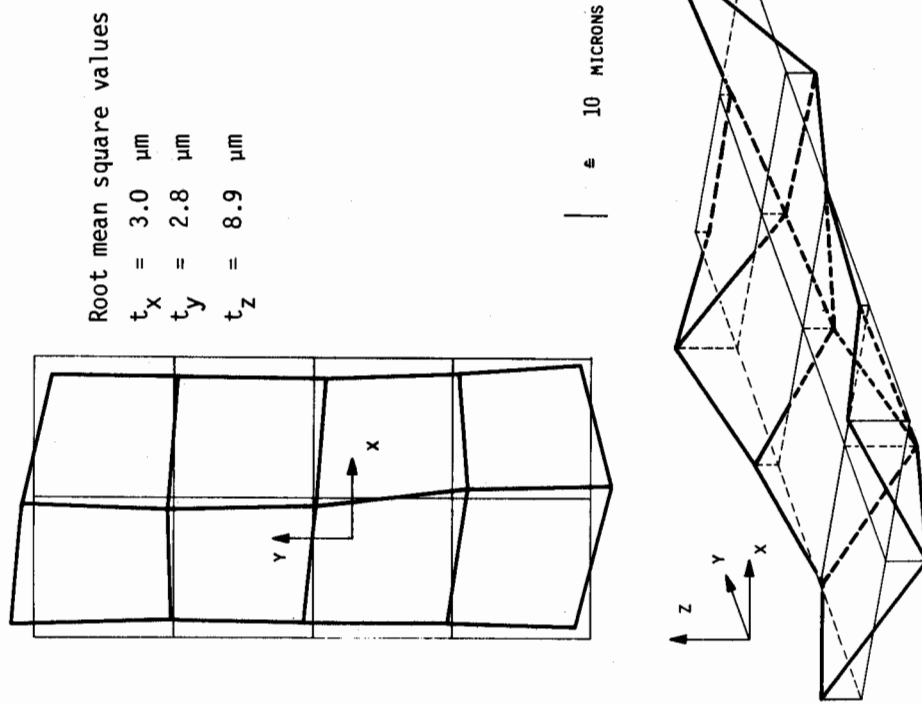 Root mean square values
t_x = 3.0 μm
t_y = 2.8 μm
t_z = 8.9 μm
≙ 10 MICRONS
Y
X
Z
Y
X